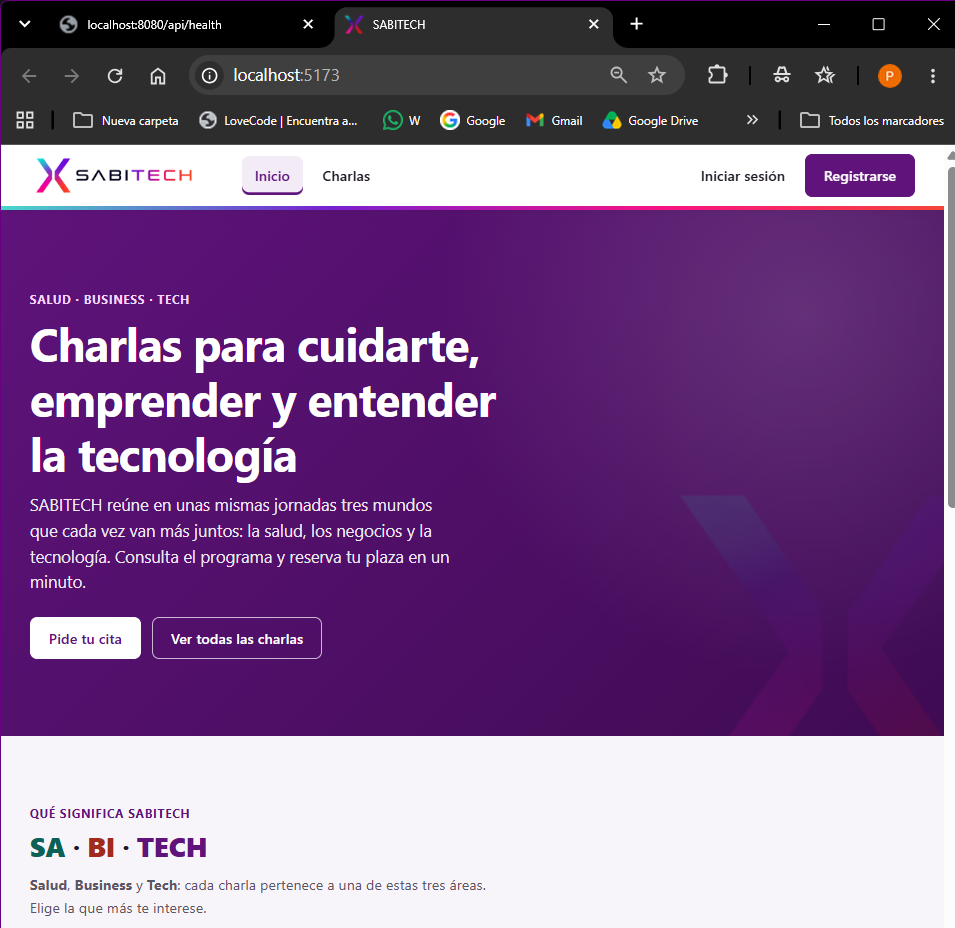 localhost:8080/api/health
SABITECH
localhost:5173
P
Nueva carpeta
LoveCode | Encuentra a...
W
Google
Gmail
Google Drive
Todos los marcadores
SABITECH
Inicio
Charlas
Iniciar sesión
Registrarse
SALUD · BUSINESS · TECH
Charlas para cuidarte,
emprender y entender
la tecnología
SABITECH reúne en unas mismas jornadas tres mundos
que cada vez van más juntos: la salud, los negocios y la
tecnología. Consulta el programa y reserva tu plaza en un
minuto.
Pide tu cita
Ver todas las charlas
QUÉ SIGNIFICA SABITECH
SA · BI · TECH
Salud, Business y Tech: cada charla pertenece a una de estas tres áreas.
Elige la que más te interese.